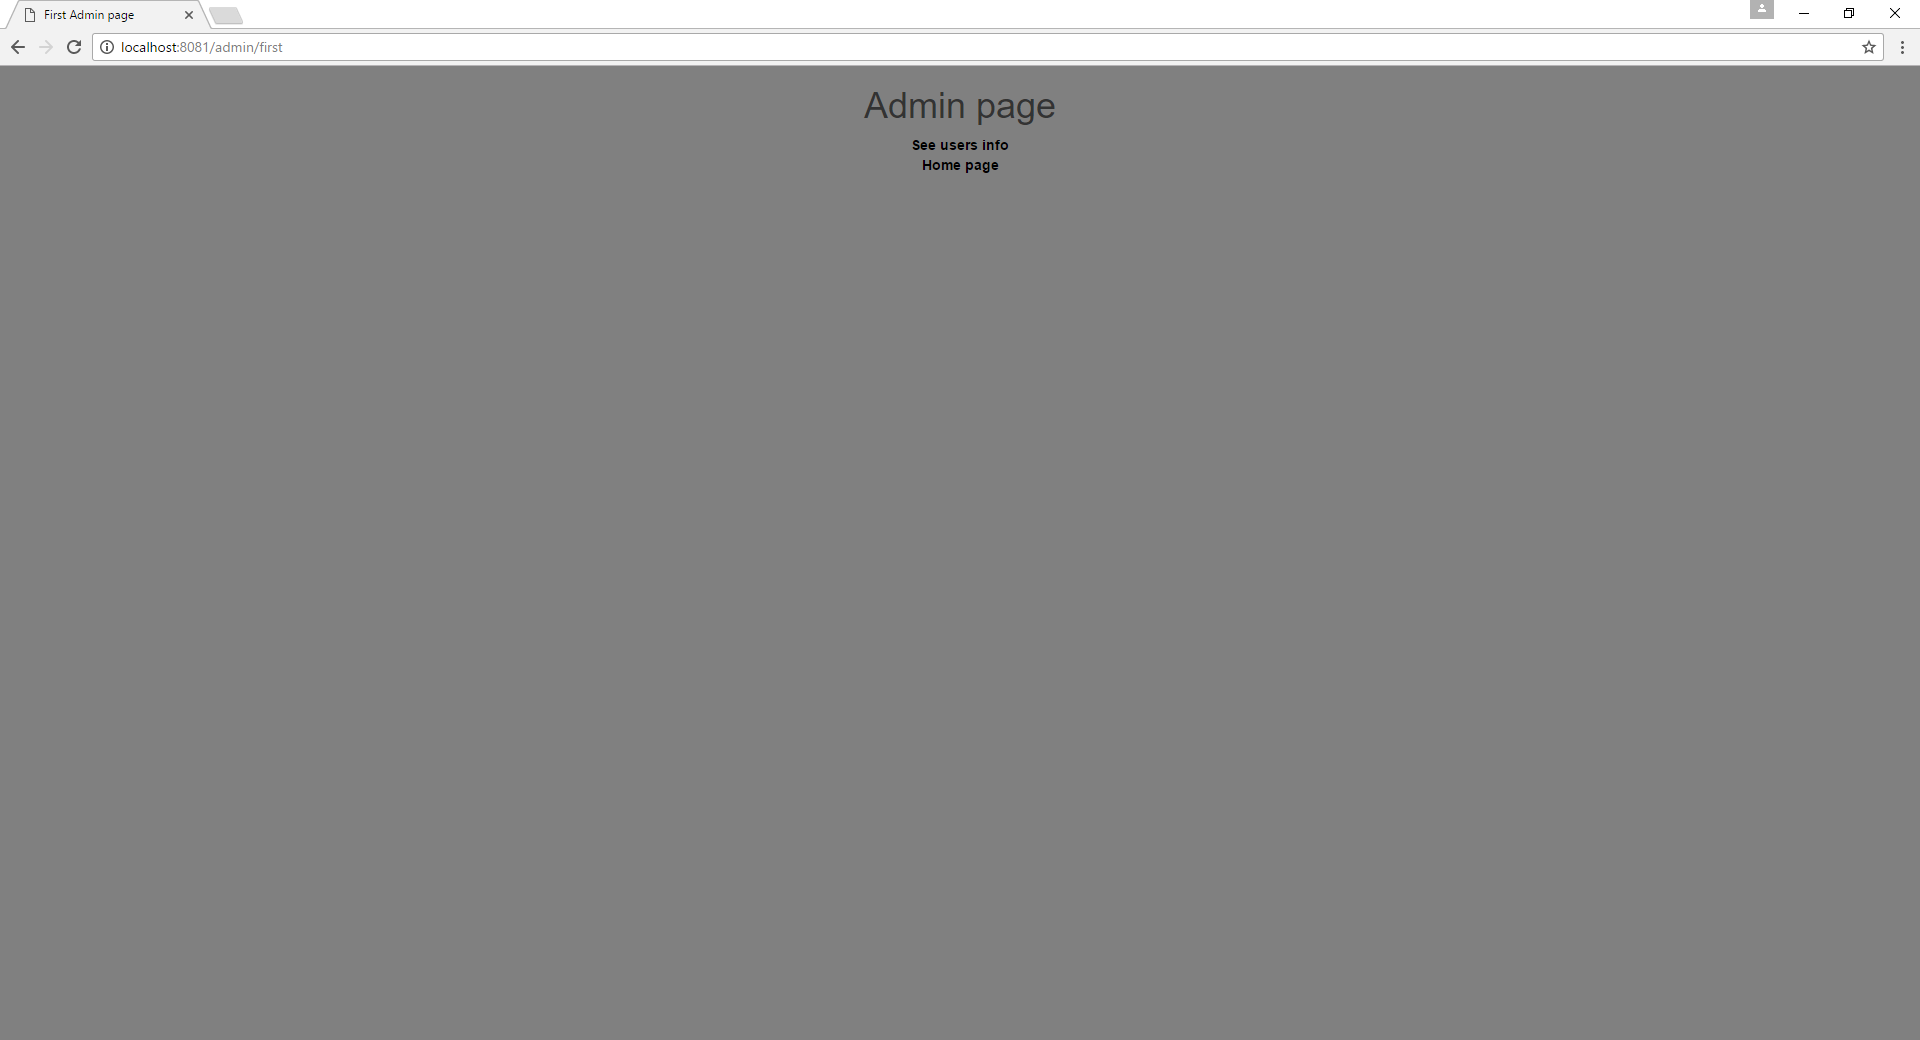 First Admin page
localhost:8081/admin/first
Admin page
See users info
Home page